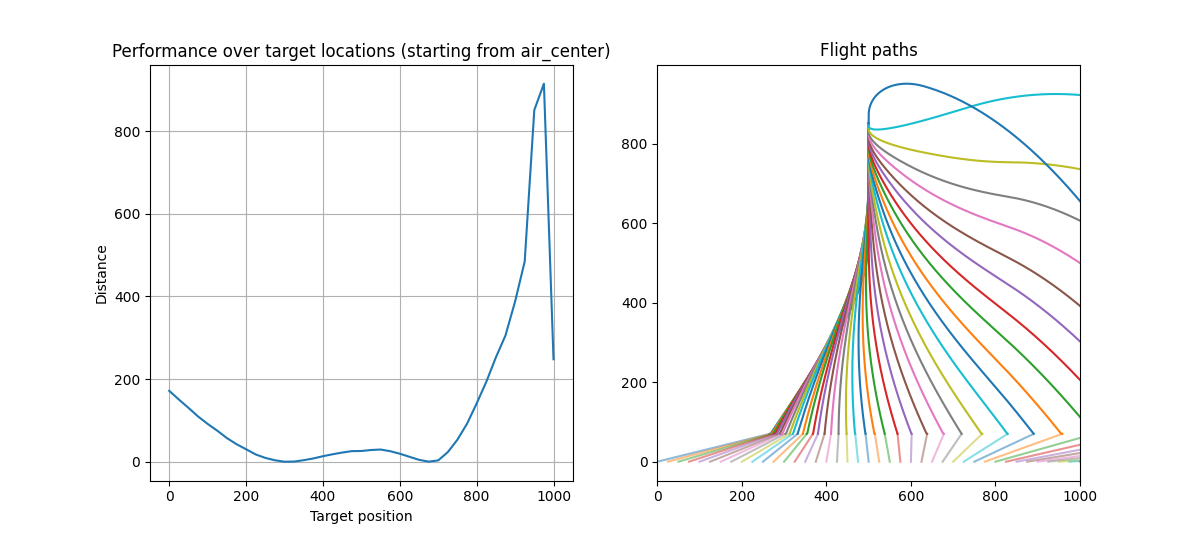 Performance over target locations (starting from air_center)
Distance
800
600
400
200
0
0 200 400 600 800 1000
Target position
Flight paths
800
600
400
200
0
0 200 400 600 800 1000